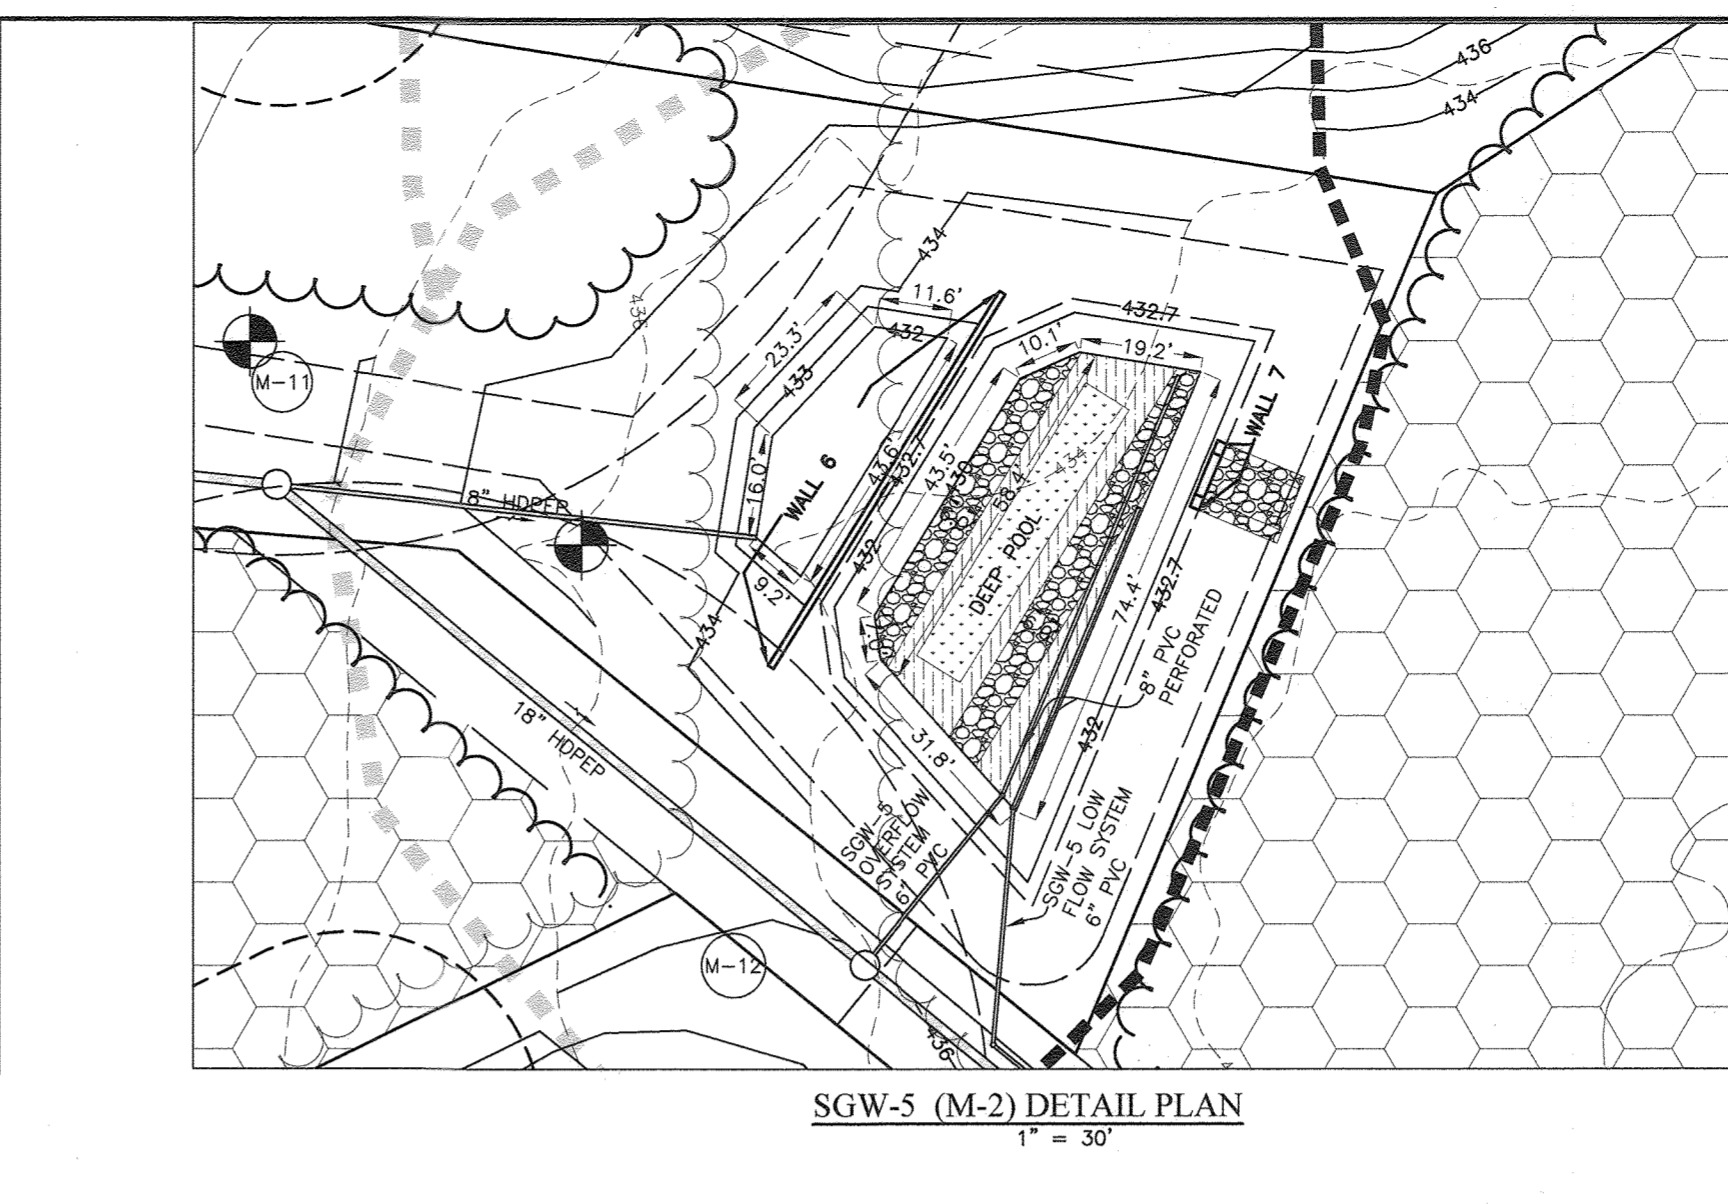 436
434
436
434
11.6'
432
432.7
23.3'
433
10.1'
19.2'
M-11
WALL 7
43.6'
432.7
43.5'
430
58.4'
434
16.0'
WALL 6
8" HDPEP
DEEP POOL
432
9.2'
74.4'
432.7
8" PVC
PERFORATED
434
18" HDPEP
31.8'
432
SGW-5
OVERFLOW
SYSTEM
6" PVC
SGW-5 LOW
FLOW SYSTEM
6" PVC
M-12
436
SGW-5 (M-2) DETAIL PLAN
1" = 30'